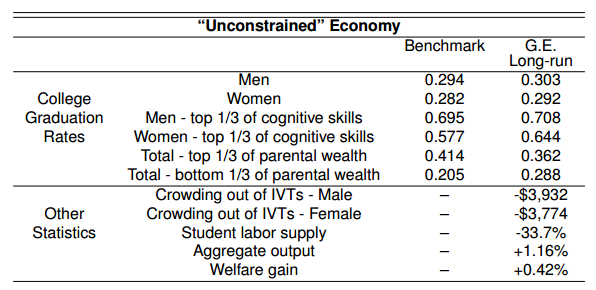 “Unconstrained” Economy
Benchmark G.E.
Long-run
Men 0.294 0.303
College Women 0.282 0.292
Graduation Men - top 1/3 of cognitive skills 0.695 0.708
Rates Women - top 1/3 of cognitive skills 0.577 0.644
Total - top 1/3 of parental wealth 0.414 0.362
Total - bottom 1/3 of parental wealth 0.205 0.288
Crowding out of IVTs - Male – -$3,932
Other Crowding out of IVTs - Female – -$3,774
Statistics Student labor supply – -33.7%
Aggregate output – +1.16%
Welfare gain – +0.42%